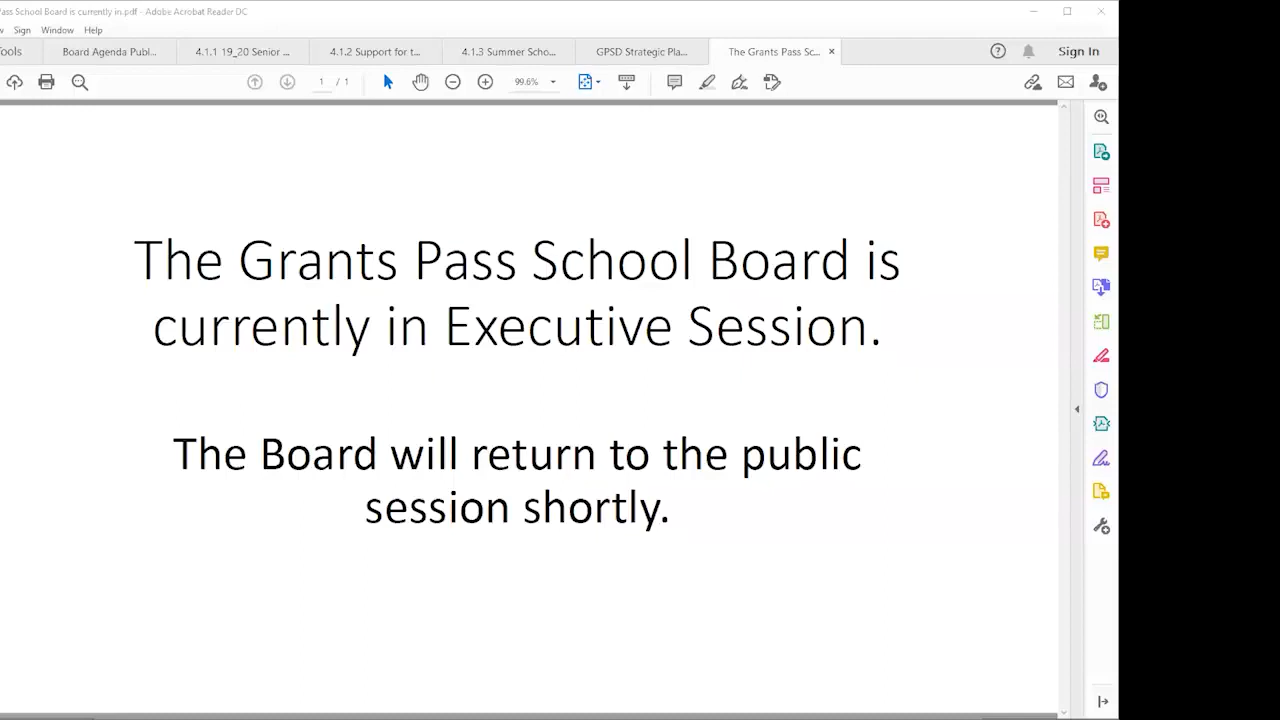 Pass School Board is currently in.pdf - Adobe Acrobat Reader DC
Sign Window Help
Board Agenda Publ...
4.1.1 19_20 Senior ...
4.1.2 Support for t...
4.1.3 Summer Scho...
GPSD Strategic Pla...
The Grants Pass Sc...
Sign In
1 / 1
99.6%
The Grants Pass School Board is
currently in Executive Session.
The Board will return to the public
session shortly.